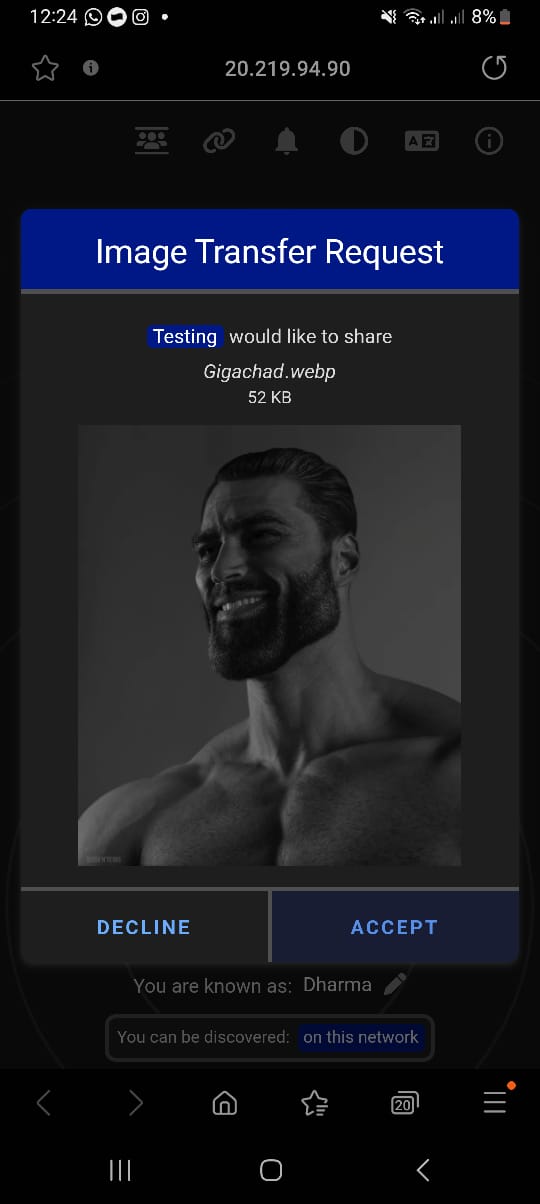 12:24 8%
20.219.94.90
Image Transfer Request
Testing would like to share
Gigachad.webp
52 KB
DECLINE ACCEPT
You are known as: Dharma
You can be discovered: on this network
20